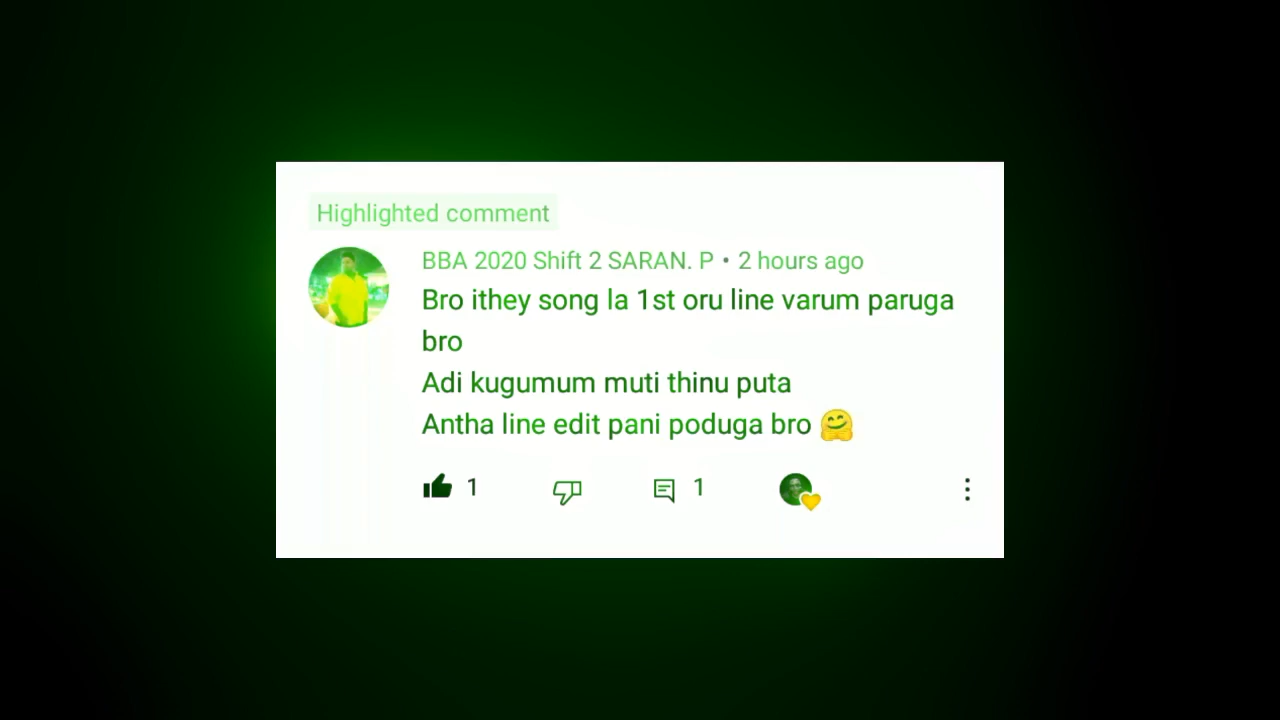 Highlighted comment
BBA 2020 Shift 2 SARAN. P • 2 hours ago
Bro ithey song la 1st oru line varum paruga
bro
Adi kugumum muti thinu puta
Antha line edit pani poduga bro 🤗
1 1